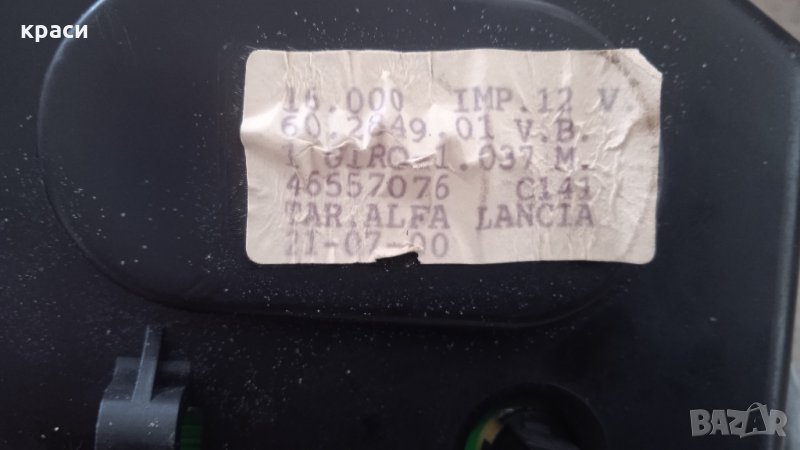 краси
16.000 IMP.12 V.
60.2849.01 V.B.
1 GIRO 1.037 M.
46557076 C141
TAR.ALFA LANCIA
21-07-00
BAZAR